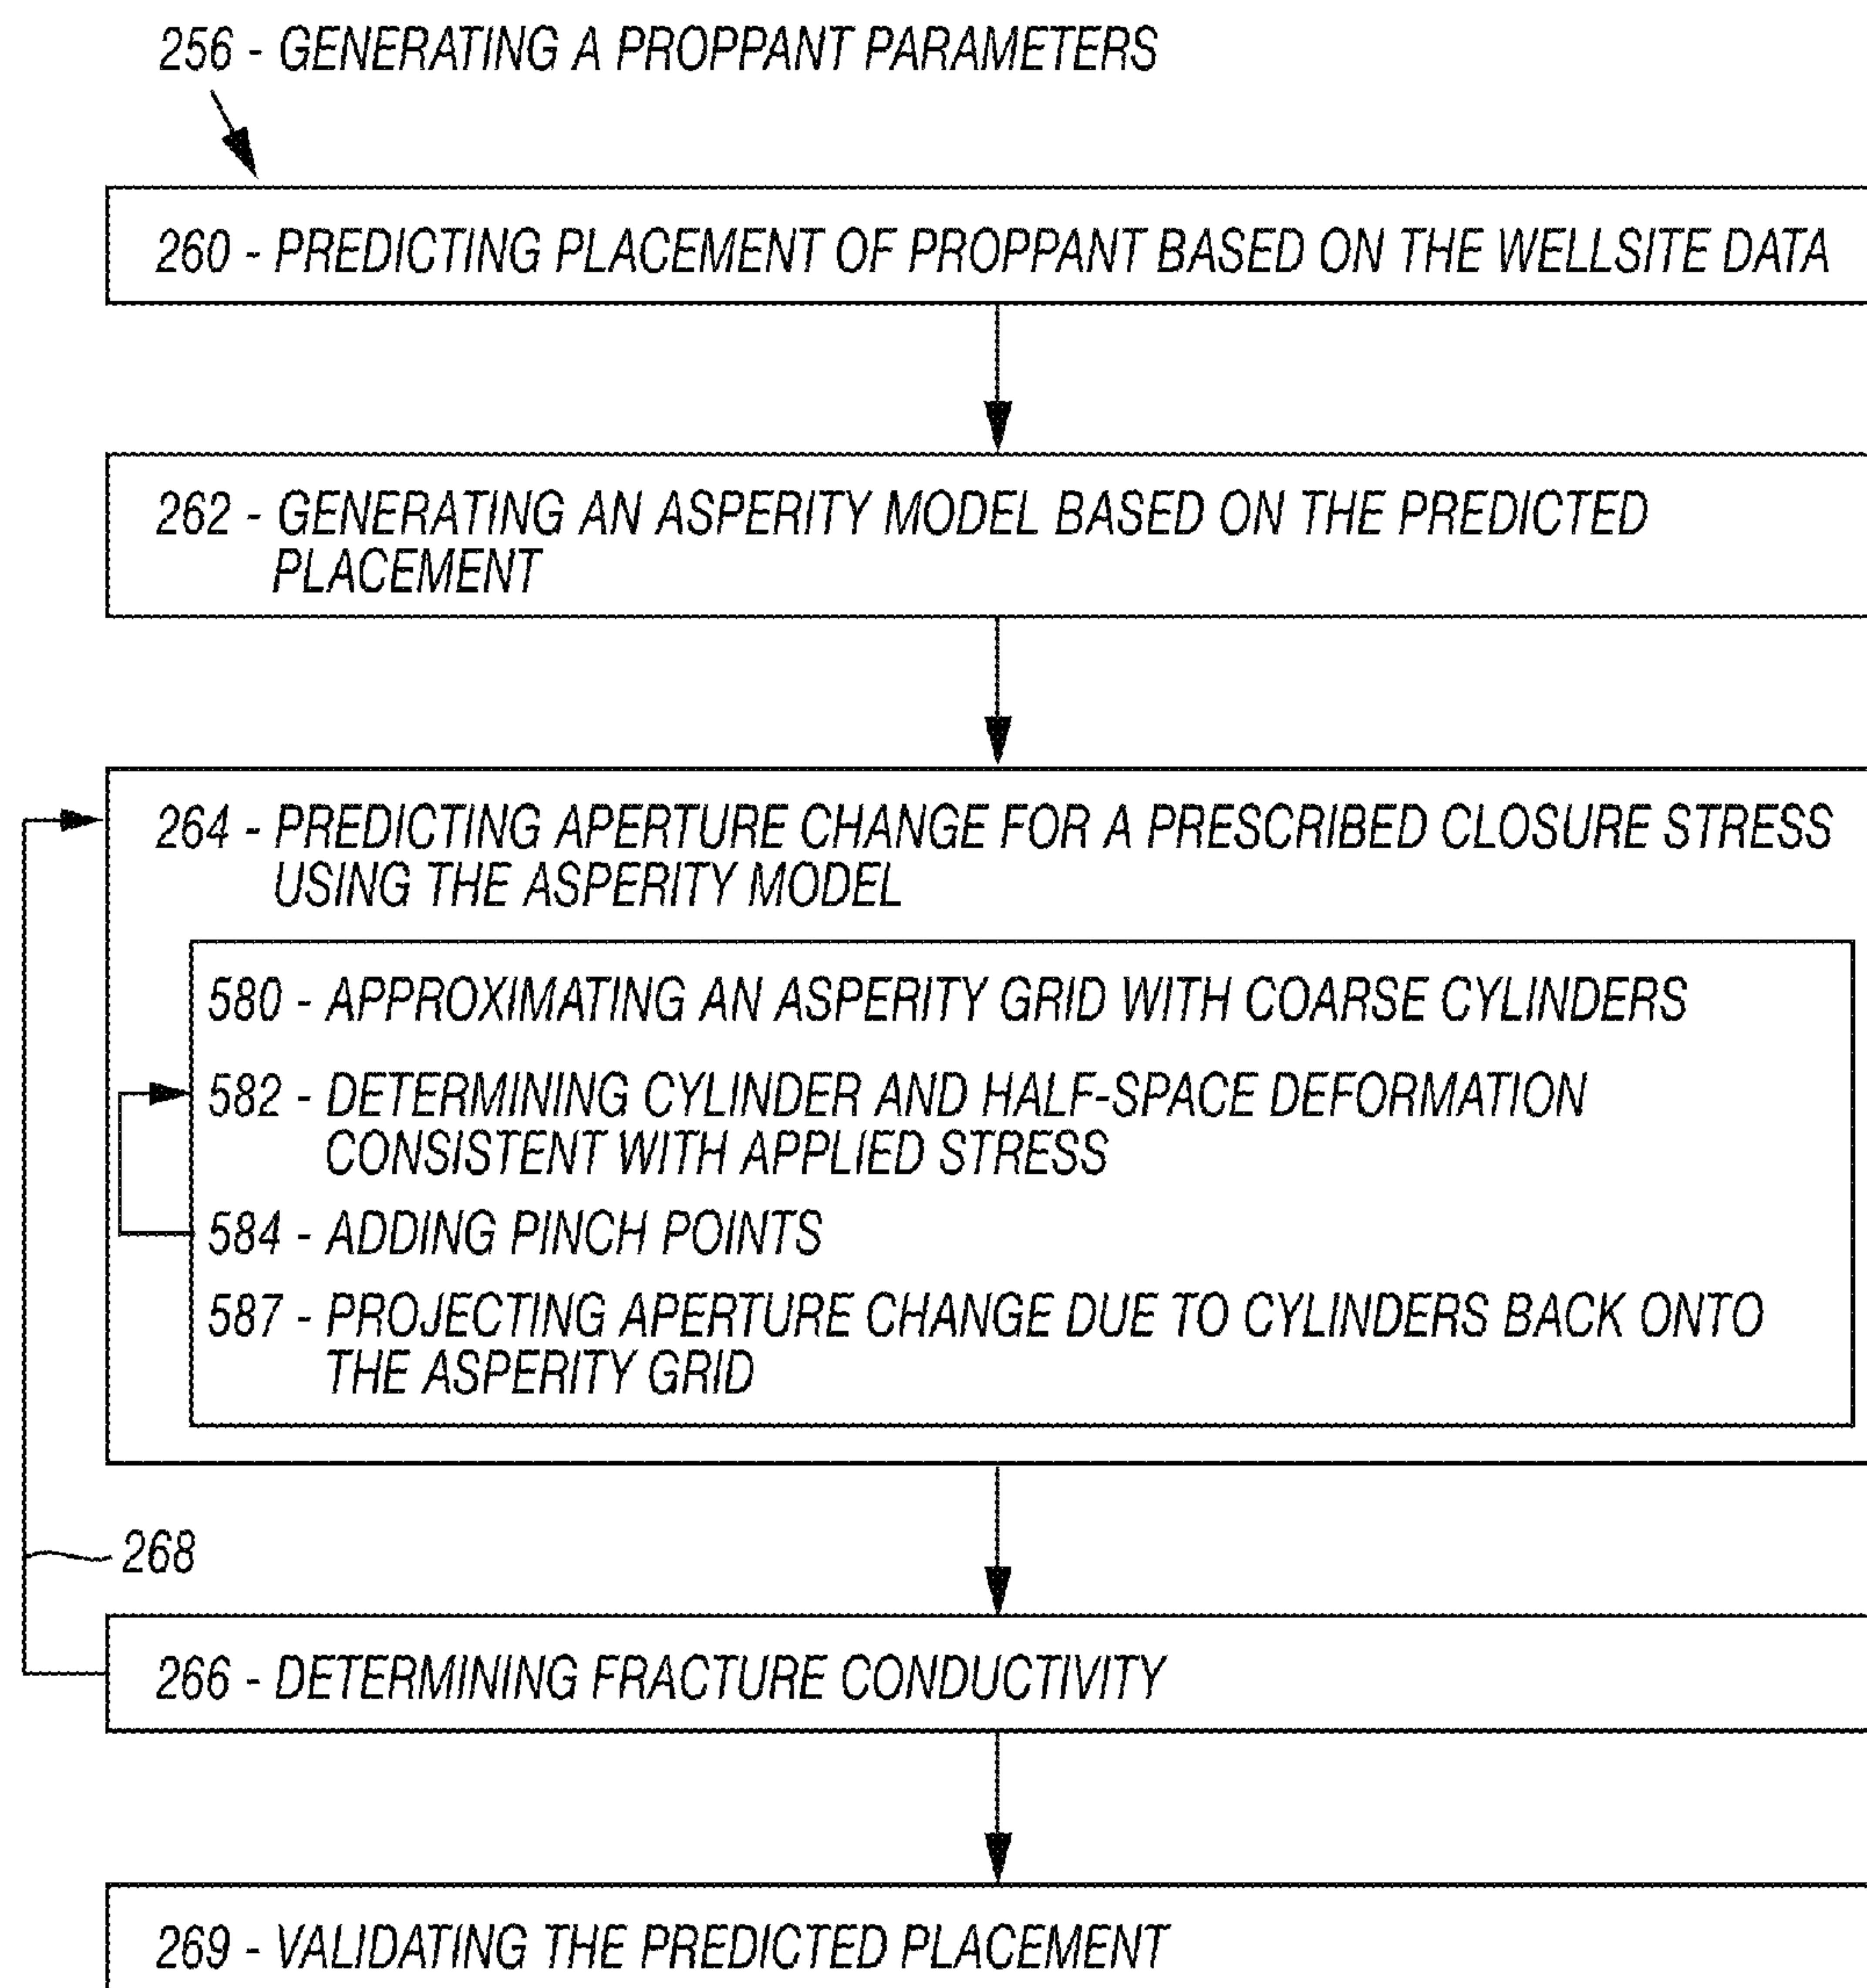 256 - GENERATING A PROPPANT PARAMETERS
260 - PREDICTING PLACEMENT OF PROPPANT BASED ON THE WELLSITE DATA
262 - GENERATING AN ASPERITY MODEL BASED ON THE PREDICTED
PLACEMENT
264 - PREDICTING APERTURE CHANGE FOR A PRESCRIBED CLOSURE STRESS
USING THE ASPERITY MODEL
580 - APPROXIMATING AN ASPERITY GRID WITH COARSE CYLINDERS
582 - DETERMINING CYLINDER AND HALF-SPACE DEFORMATION
CONSISTENT WITH APPLIED STRESS
584 - ADDING PINCH POINTS
587 - PROJECTING APERTURE CHANGE DUE TO CYLINDERS BACK ONTO
THE ASPERITY GRID
268
266 - DETERMINING FRACTURE CONDUCTIVITY
269 - VALIDATING THE PREDICTED PLACEMENT